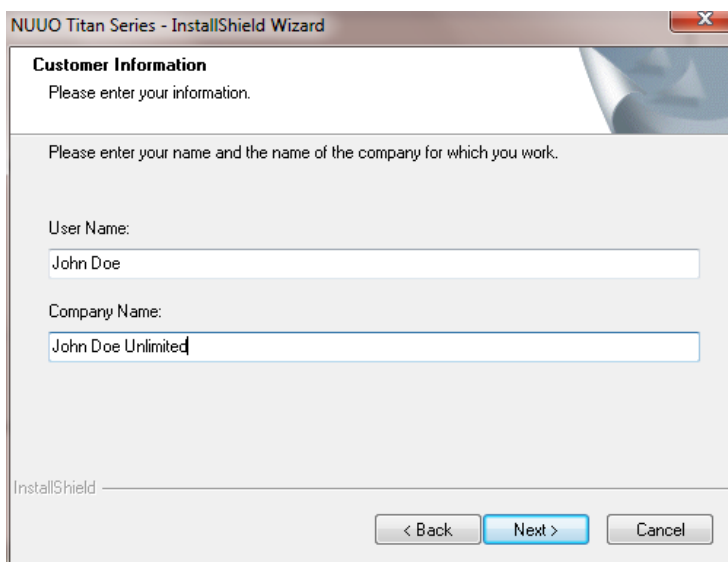 NUUO Titan Series - InstallShield Wizard
Customer Information
Please enter your information.
Please enter your name and the name of the company for which you work.
User Name:
John Doe
Company Name:
John Doe Unlimited
InstallShield
< Back Next > Cancel